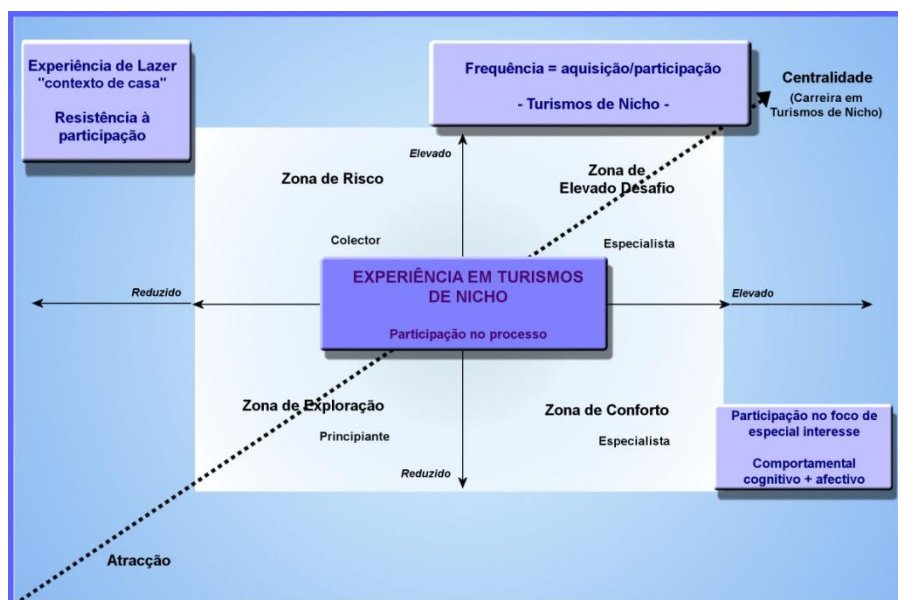 Experiência de Lazer
"contexto de casa"
Resistência à
participação
Frequência = aquisição/participação
- Turismos de Nicho -
Centralidade
(Carreira em
Turismos de Nicho)
Elevado
Zona de Risco
Zona de
Elevado Desafio
Colector
Especialista
EXPERIÊNCIA EM TURISMOS
DE NICHO
Participação no processo
Reduzido
Elevado
Zona de Exploração
Principiante
Zona de Conforto
Especialista
Reduzido
Participação no foco de
especial interesse
Comportamental
cognitivo + afectivo
Atracção